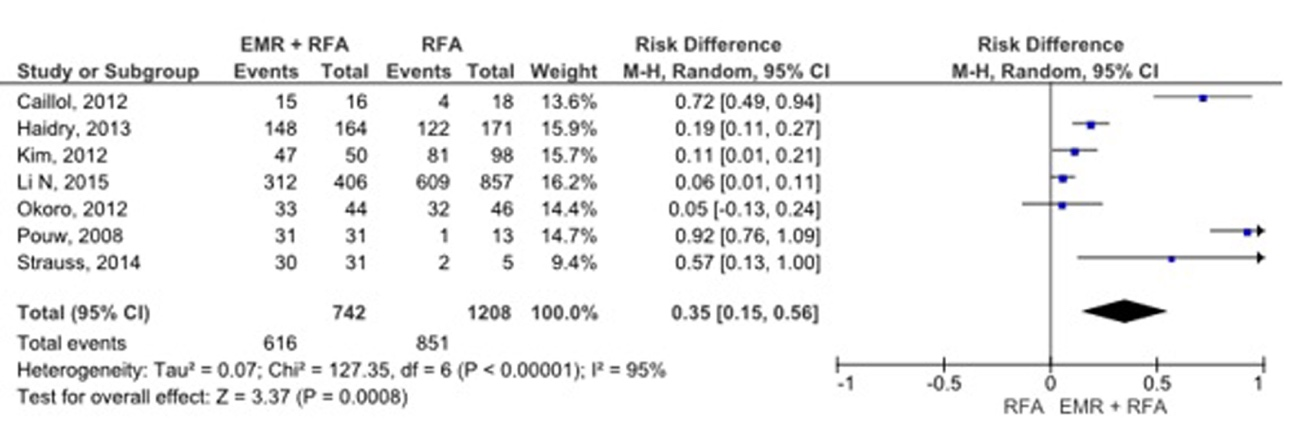 EMR + RFA RFA Risk Difference Risk Difference
Study or Subgroup Events Total Events Total Weight M-H, Random, 95% CI M-H, Random, 95% CI
Caillol, 2012 15 16 4 18 13.6% 0.72 [0.49, 0.94]
Haidry, 2013 148 164 122 171 15.9% 0.19 [0.11, 0.27]
Kim, 2012 47 50 81 98 15.7% 0.11 [0.01, 0.21]
Li N, 2015 312 406 609 857 16.2% 0.06 [0.01, 0.11]
Okoro, 2012 33 44 32 46 14.4% 0.05 [-0.13, 0.24]
Pouw, 2008 31 31 1 13 14.7% 0.92 [0.76, 1.09]
Strauss, 2014 30 31 2 5 9.4% 0.57 [0.13, 1.00]
Total (95% CI) 742 1208 100.0% 0.35 [0.15, 0.56]
Total events 616 851
Heterogeneity: Tau² = 0.07; Chi² = 127.35, df = 6 (P < 0.00001); I² = 95%
Test for overall effect: Z = 3.37 (P = 0.0008)
-1 -0.5 0 0.5 1
RFA EMR + RFA